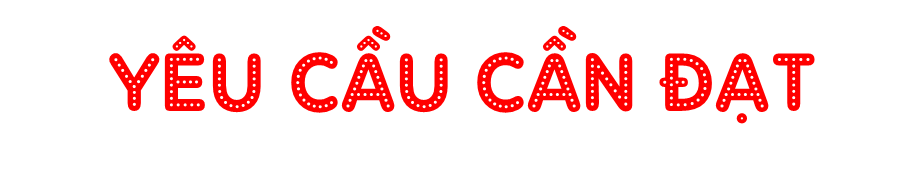 YÊU CẦU CẦN ĐẠT